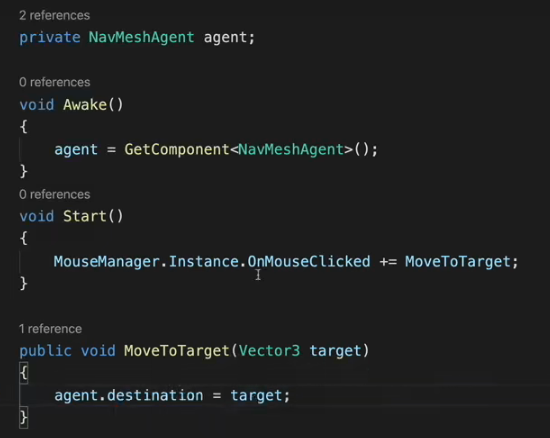 2 references
private NavMeshAgent agent;
0 references
void Awake()
{
agent = GetComponent<NavMeshAgent>();
}
0 references
void Start()
{
MouseManager.Instance.OnMouseClicked += MoveToTarget;
}
1 reference
public void MoveToTarget(Vector3 target)
{
agent.destination = target;
}